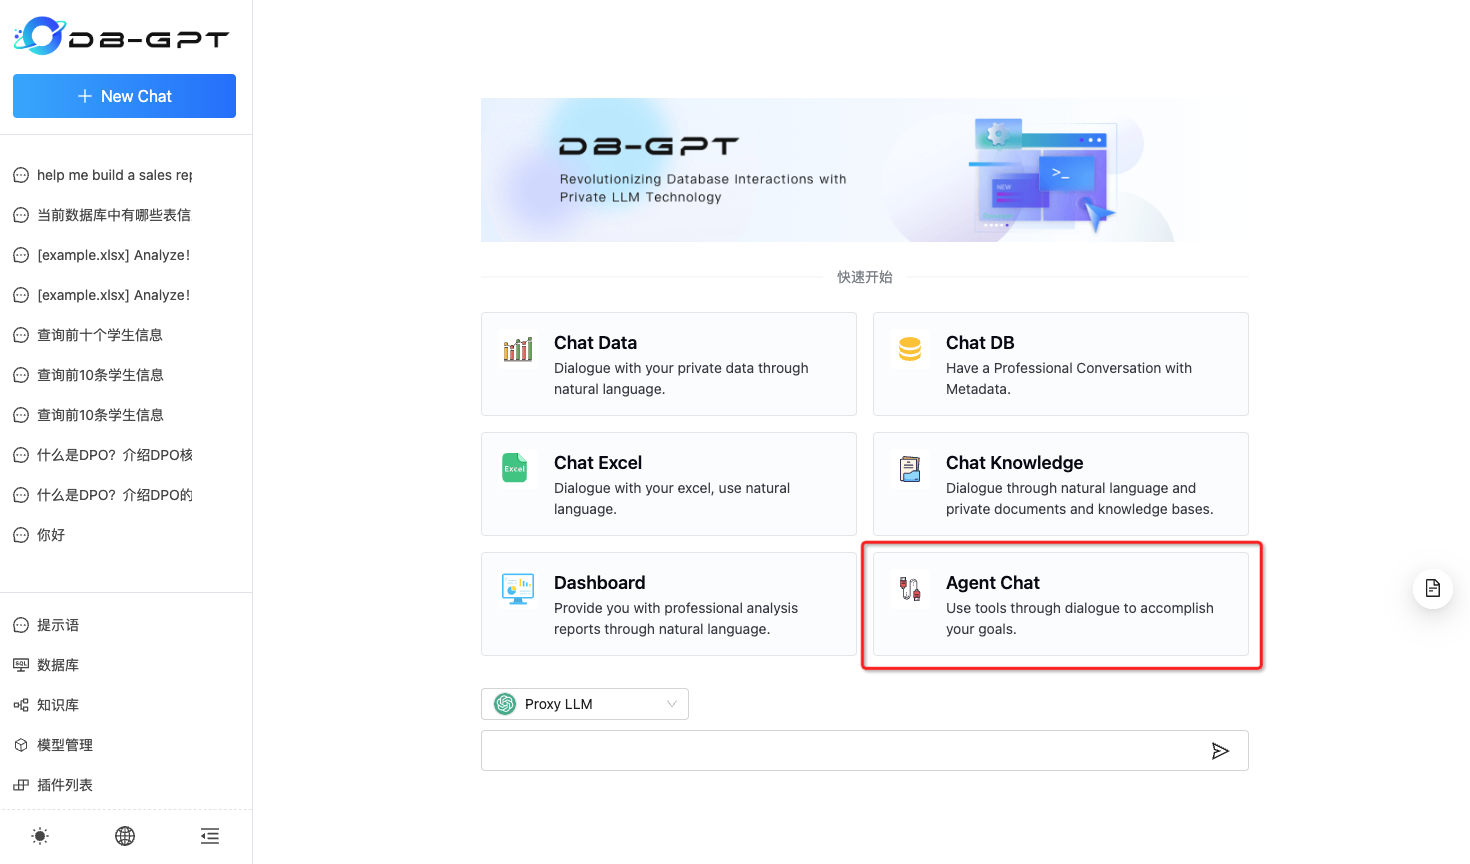 DB-GPT
New Chat
help me build a sales rep
当前数据库中有哪些表信
[example.xlsx] Analyze!
[example.xlsx] Analyze!
查询前十个学生信息
查询前10条学生信息
查询前10条学生信息
什么是DPO？介绍DPO核
什么是DPO？介绍DPO的
你好
提示语
SQL
数据库
知识库
模型管理
插件列表
DB-GPT
Revolutionizing Database Interactions with
Private LLM Technology
>_
NEW
快速开始
Chat Data
Dialogue with your private data through
natural language.
Chat DB
Have a Professional Conversation with
Metadata.
Excel
Chat Excel
Dialogue with your excel, use natural
language.
Chat Knowledge
Dialogue through natural language and
private documents and knowledge bases.
Dashboard
Provide you with professional analysis
reports through natural language.
Agent Chat
Use tools through dialogue to accomplish
your goals.
Proxy LLM